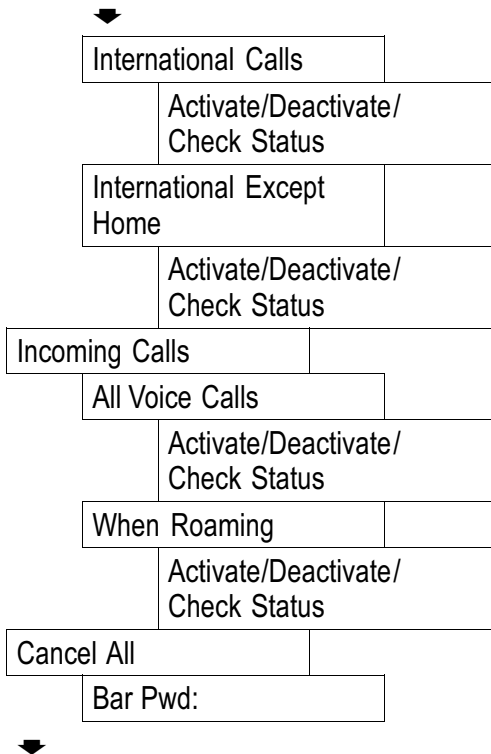 International Calls
Activate/Deactivate/
Check Status
International Except
Home
Activate/Deactivate/
Check Status
Incoming Calls
All Voice Calls
Activate/Deactivate/
Check Status
When Roaming
Activate/Deactivate/
Check Status
Cancel All
Bar Pwd: